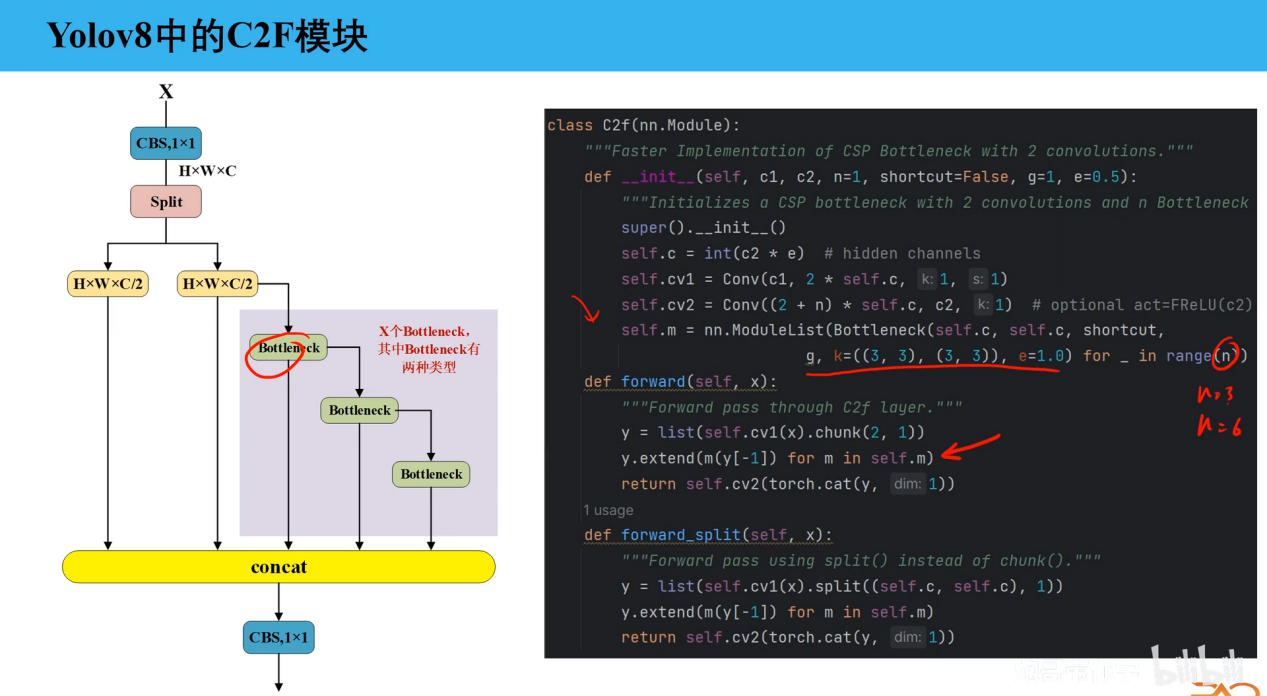 Yolov8中的C2F模块
X
CBS,1×1
H×W×C
Split
H×W×C/2
H×W×C/2
Bottleneck
X个Bottleneck,
其中Bottleneck有
两种类型
Bottleneck
Bottleneck
concat
CBS,1×1
class C2f(nn.Module):
"""Faster Implementation of CSP Bottleneck with 2 convolutions."""
def __init__(self, c1, c2, n=1, shortcut=False, g=1, e=0.5):
"""Initializes a CSP bottleneck with 2 convolutions and n Bottleneck
super().__init__()
self.c = int(c2 * e)  # hidden channels
self.cv1 = Conv(c1, 2 * self.c, k: 1, s: 1)
self.cv2 = Conv((2 + n) * self.c, c2, k: 1)  # optional act=FReLU(c2)
self.m = nn.ModuleList(Bottleneck(self.c, self.c, shortcut,
g, k=((3, 3), (3, 3)), e=1.0) for _ in range(n))
n=3
n=6
def forward(self, x):
"""Forward pass through C2f layer."""
y = list(self.cv1(x).chunk(2, 1))
y.extend(m(y[-1]) for m in self.m)
return self.cv2(torch.cat(y, dim: 1))
1 usage
def forward_split(self, x):
"""Forward pass using split() instead of chunk()."""
y = list(self.cv1(x).split((self.c, self.c), 1))
y.extend(m(y[-1]) for m in self.m)
return self.cv2(torch.cat(y, dim: 1))
bilibili